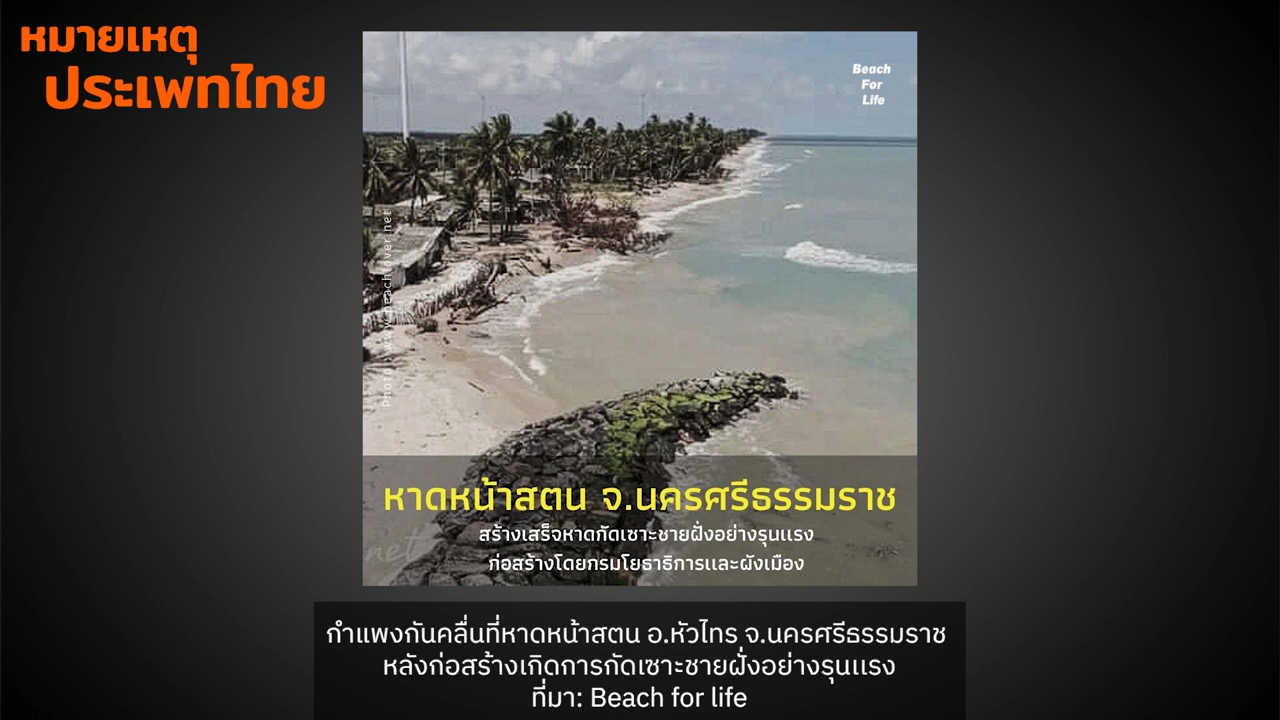 หมายเหตุ
ประเพทไทย
Beach
For
Life
Photo : www.beachlover.net
หาดหน้าสตน จ.นครศรีธรรมราช
สร้างเสร็จหาดกัดเซาะชายฝั่งอย่างรุนแรง
ก่อสร้างโดยกรมโยธาธิการและผังเมือง
.net
กำแพงกันคลื่นที่หาดหน้าสตน อ.หัวไทร จ.นครศรีธรรมราช
หลังก่อสร้างเกิดการกัดเซาะชายฝั่งอย่างรุนแรง
ที่มา: Beach for life